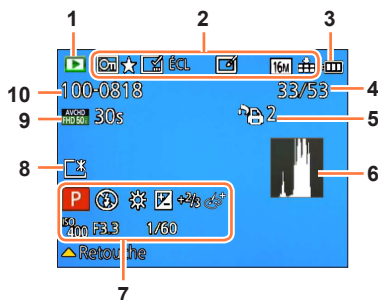 1 2 3
ÉCL 16M
10 100-0818 33/53 4
9 AVCHD FHD 50i 30s 2 5
8 6
P +2/3
ISO 400 F3.3 1/60
Retouche
7